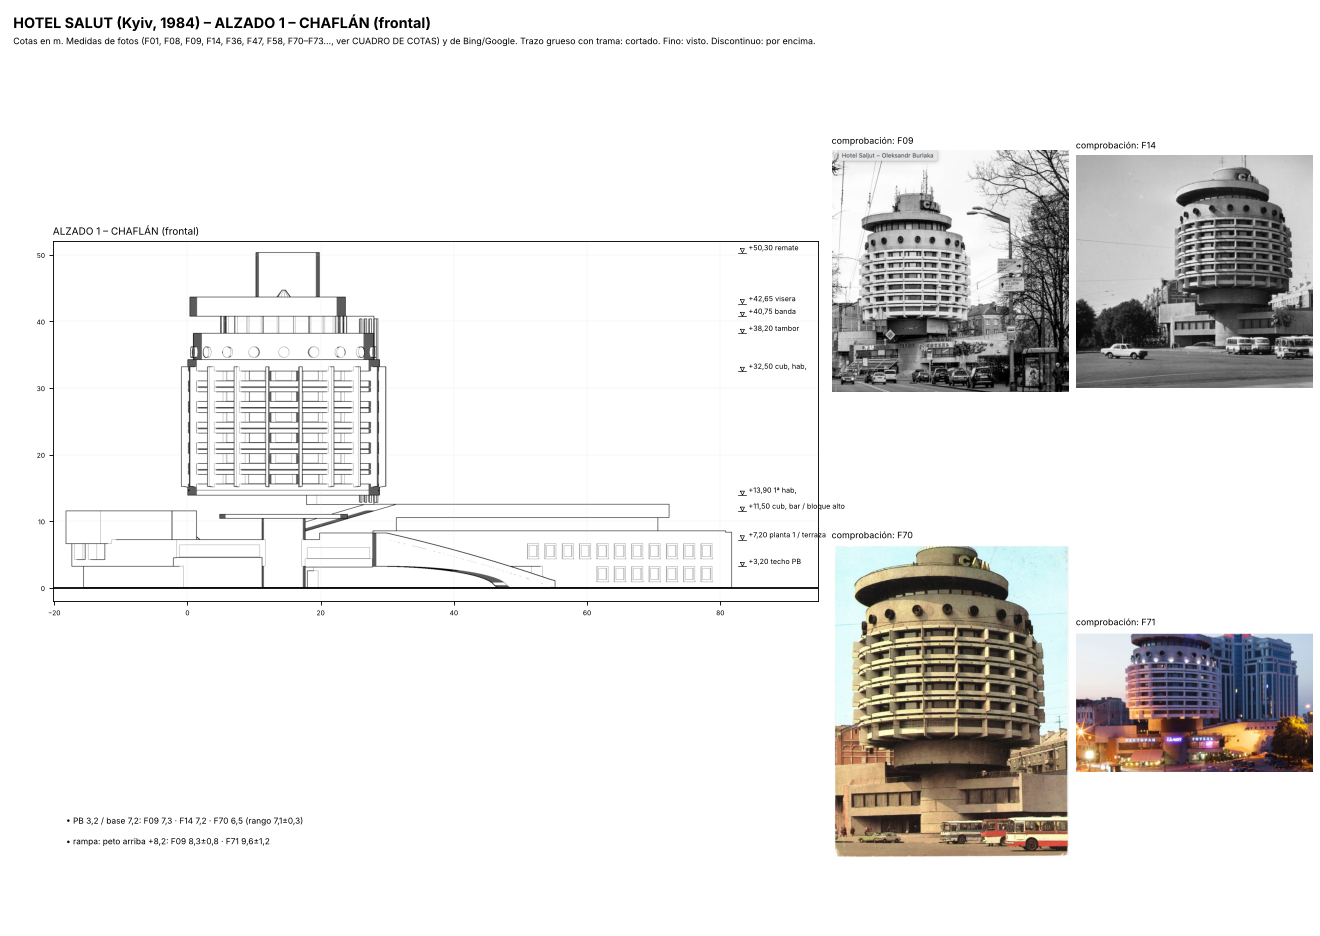 HOTEL SALUT (Kyiv, 1984) – ALZADO 1 – CHAFLÁN (frontal)
Cotas en m. Medidas de fotos (F01, F08, F09, F14, F36, F47, F58, F70–F73..., ver CUADRO DE COTAS) y de Bing/Google. Trazo grueso con trama: cortado. Fino: visto. Discontinuo: por encima.
comprobación: F09
Hotel Saljut – Oleksandr Burlaka
comprobación: F14
ALZADO 1 – CHAFLÁN (frontal)
50
40
30
20
10
0
−20
0
20
40
60
80
+50,30 remate
+42,65 visera
+40,75 banda
+38,20 tambor
+32,50 cub, hab,
+13,90 1ª hab,
+11,50 cub, bar / bloque alto
+7,20 planta 1 / terraza
+3,20 techo PB
comprobación: F70
comprobación: F71
РЕСТОРАН
ГОТЕЛЬ
• PB 3,2 / base 7,2: F09 7,3 · F14 7,2 · F70 6,5 (rango 7,1±0,3)
• rampa: peto arriba +8,2: F09 8,3±0,8 · F71 9,6±1,2